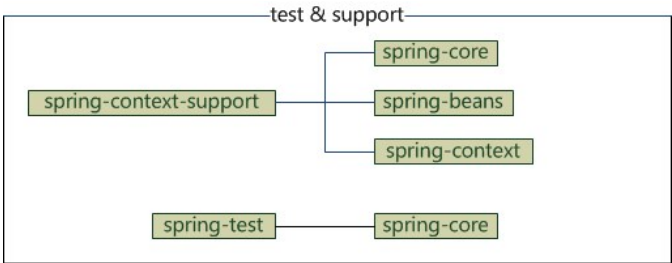 test & support
spring-core
spring-context-support
spring-beans
spring-context
spring-test
spring-core